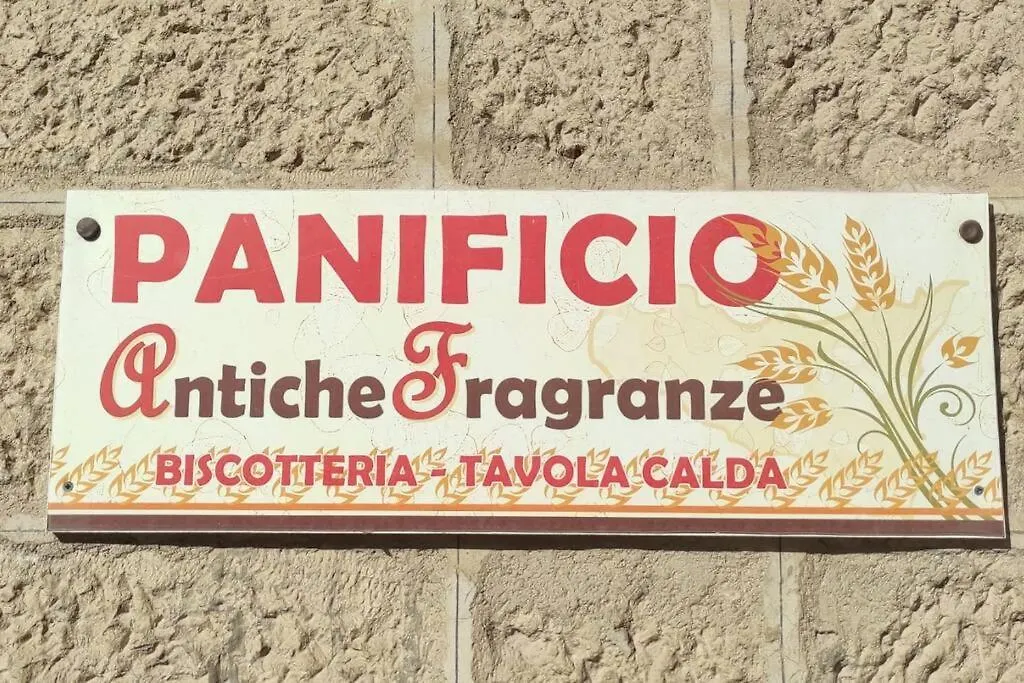 PANIFICIO
Antiche Fragranze
BISCOTTERIA - TAVOLA CALDA